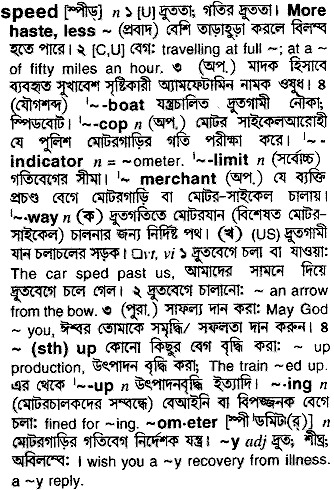 speed [স্পীড্] n ১ [U] দ্রুততা; গতির দ্রুততা। More
haste, less ~ (প্রবাদ) বেশি তাড়াহুড়া করলে বিলম্ব
হতে পারে। ২ [C,U] বেগ: travelling at full ~; at a ~
of fifty miles an hour. ৩ (অপ.) মাদক হিসাবে
ব্যবহৃত সুখাবেশ সৃষ্টিকারী অ্যামফেটামিন নামক ওষুধ। ৪
(যৌগশব্দ) ˈ~-boat যন্ত্রচালিত দ্রুতগামী নৌকা;
স্পিডবোট। ˈ~-cop n (অপ.) মোটর সাইকেলআরোহী
যে পুলিশ মোটরগাড়ির গতি পরীক্ষা করে। ˈ~-
indicator n = ~ometer. ˈ~-limit n (সর্বোচ্চ)
গতিবেগের সীমা। ˈ~ merchant (অপ.) যে ব্যক্তি
প্রচণ্ড বেগে মোটরগাড়ি বা মোটর-সাইকেল চালায়।
ˈ~-way n (ক) দ্রুতগতিতে মোটরযান (বিশেষত মোটর-
সাইকেল) চালনার জন্য নির্দিষ্ট পথ। (খ) (US) দ্রুতগামী
যান চলাচলের সড়ক। □vt, vi ১ দ্রুতবেগে চলা বা যাওয়া:
The car sped past us, আমাদের সামনে দিয়ে
দ্রুতবেগে চলে গেল। ২ দ্রুতবেগে চালানো: ~ an arrow
from the bow. ৩ (পুরা.) সাফল্য দান করা: May God
~ you, ঈশ্বর তোমাকে সমৃদ্ধি/ সফলতা দান করুন। ৪
~ (sth) up কোনো কিছুর বেগ বৃদ্ধি করা: ~ up
production, উৎপাদন বৃদ্ধি করা; The train ~ed up.
এর থেকে ˈ~-up n উৎপাদনবৃদ্ধি ইত্যাদি। ~-ing n
(মোটরচালকদের সম্বন্ধে) বেআইনি বা বিপজ্জনক বেগে
চলা: fined for ~ing. ~om·eter n [স্পীˈডমিটা(র্)] n
মোটরগাড়ির গতিবেগ নির্দেশক যন্ত্র। ~y adj দ্রুত; শীঘ্র;
অবিলম্বে: I wish you a ~y recovery from illness.
a ~y reply.